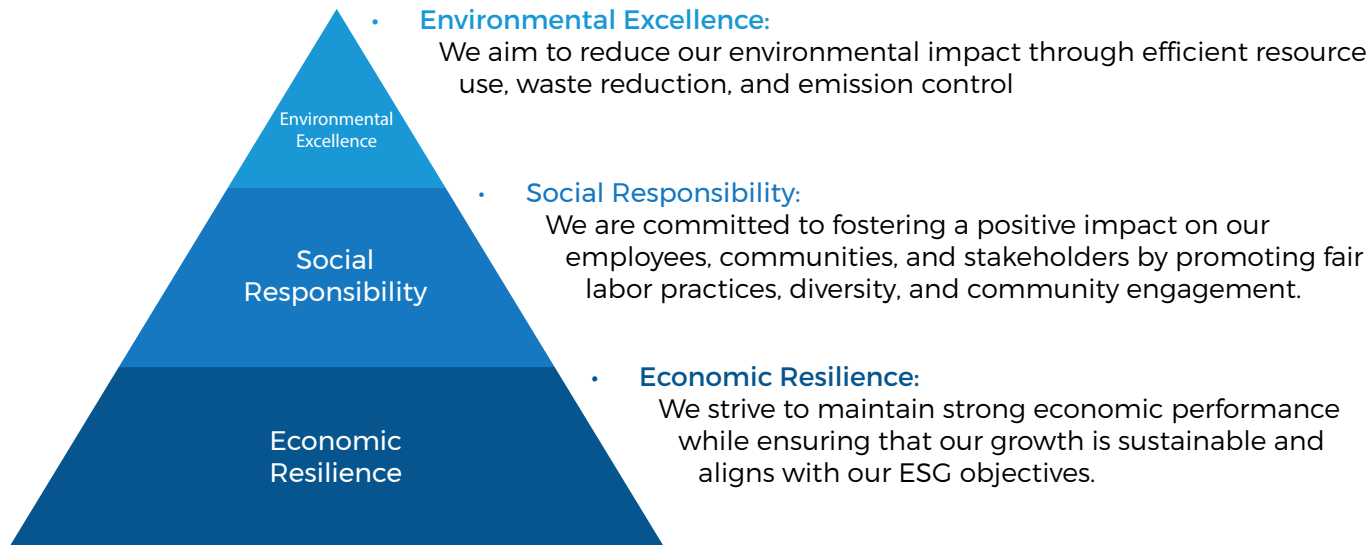 • Environmental Excellence:
We aim to reduce our environmental impact through efficient resource
use, waste reduction, and emission control
Environmental
Excellence
• Social Responsibility:
We are committed to fostering a positive impact on our
employees, communities, and stakeholders by promoting fair
labor practices, diversity, and community engagement.
Social
Responsibility
• Economic Resilience:
We strive to maintain strong economic performance
while ensuring that our growth is sustainable and
aligns with our ESG objectives.
Economic
Resilience